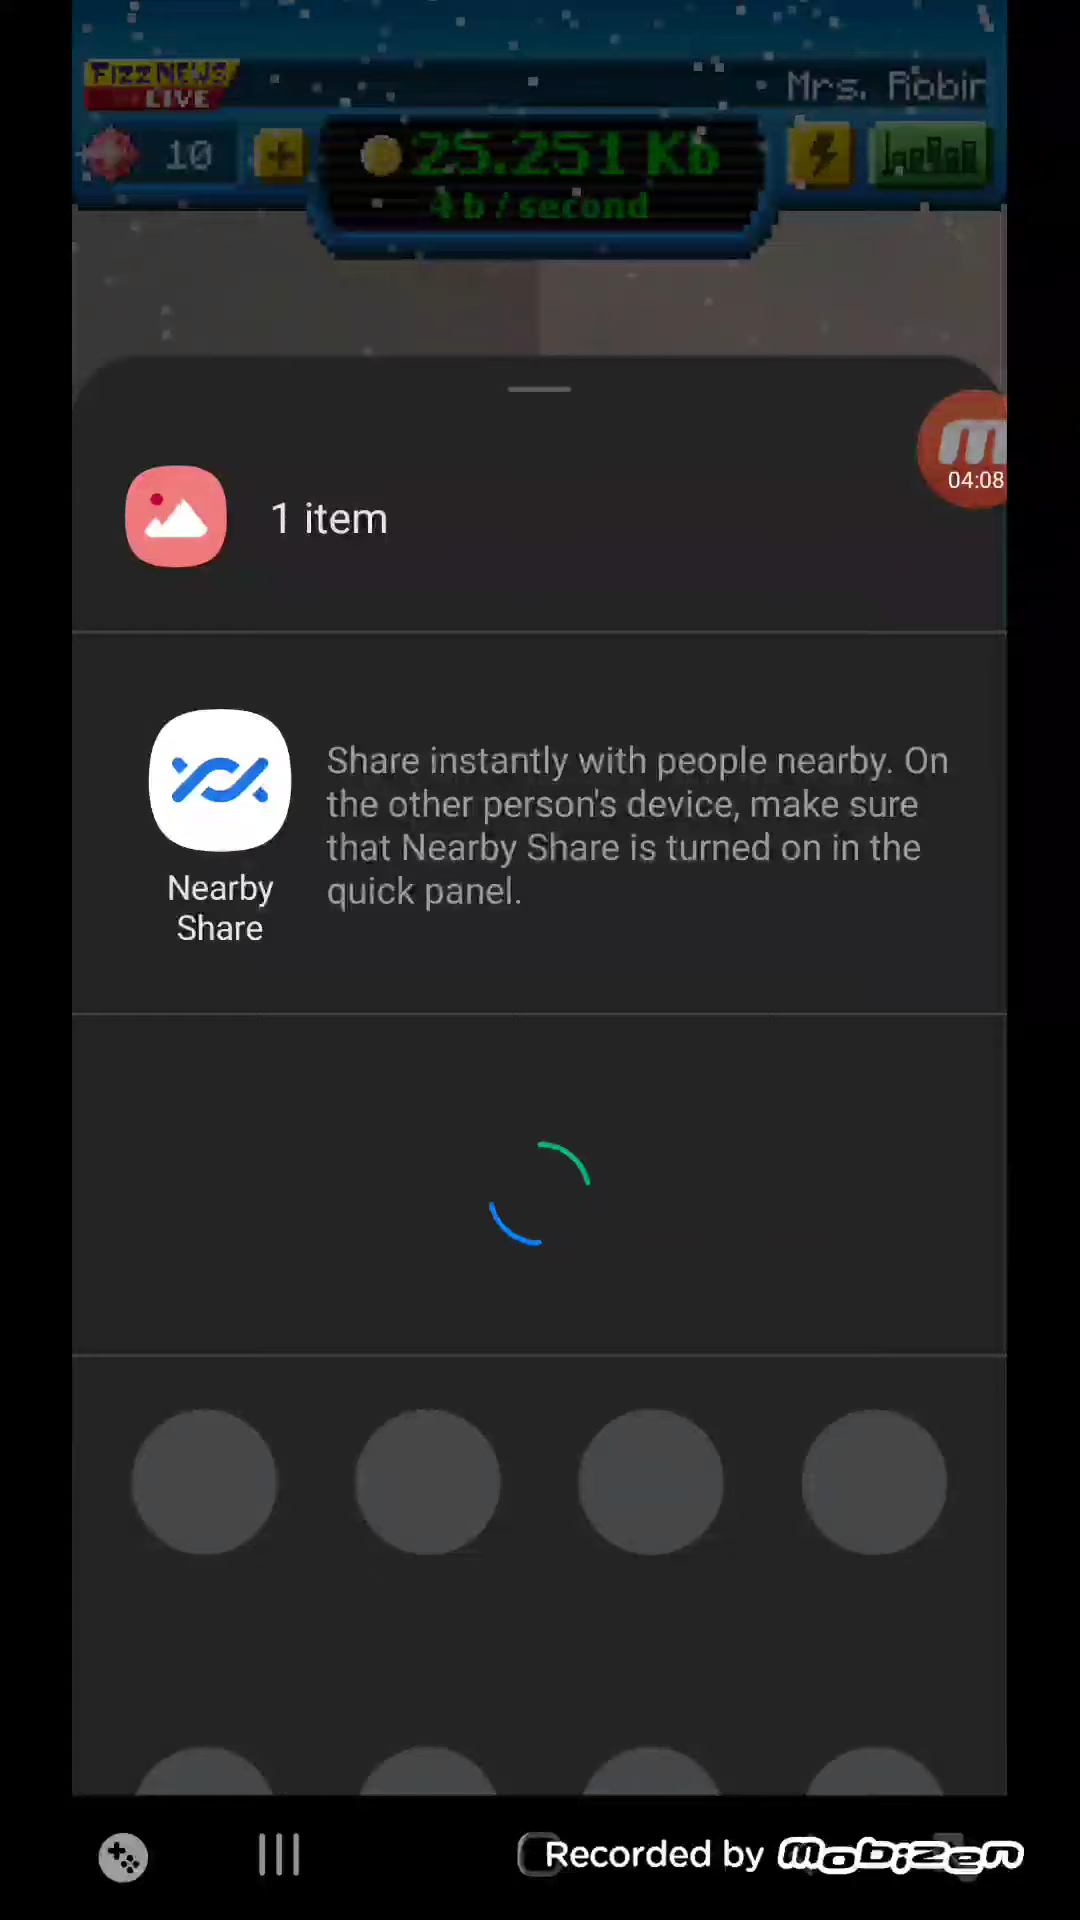 FIZZ NEWS
LIVE
Mrs. Robin
10
25.251 Kb
4 b / second
04:08
1 item
Share instantly with people nearby. On
the other person's device, make sure
that Nearby Share is turned on in the
quick panel.
Nearby
Share
Recorded by mobizen